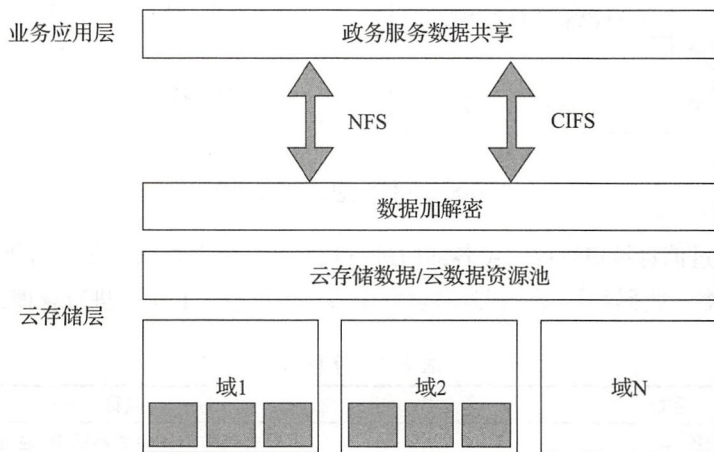 业务应用层
政务服务数据共享
NFS
CIFS
数据加解密
云存储数据/云数据资源池
云存储层
域1
域2
域N